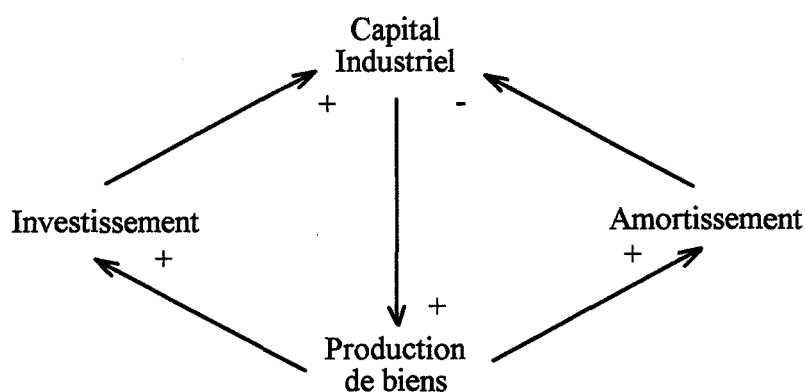 Capital
Industriel
+
-
Investissement
Amortissement
+
+
+
Production
de biens